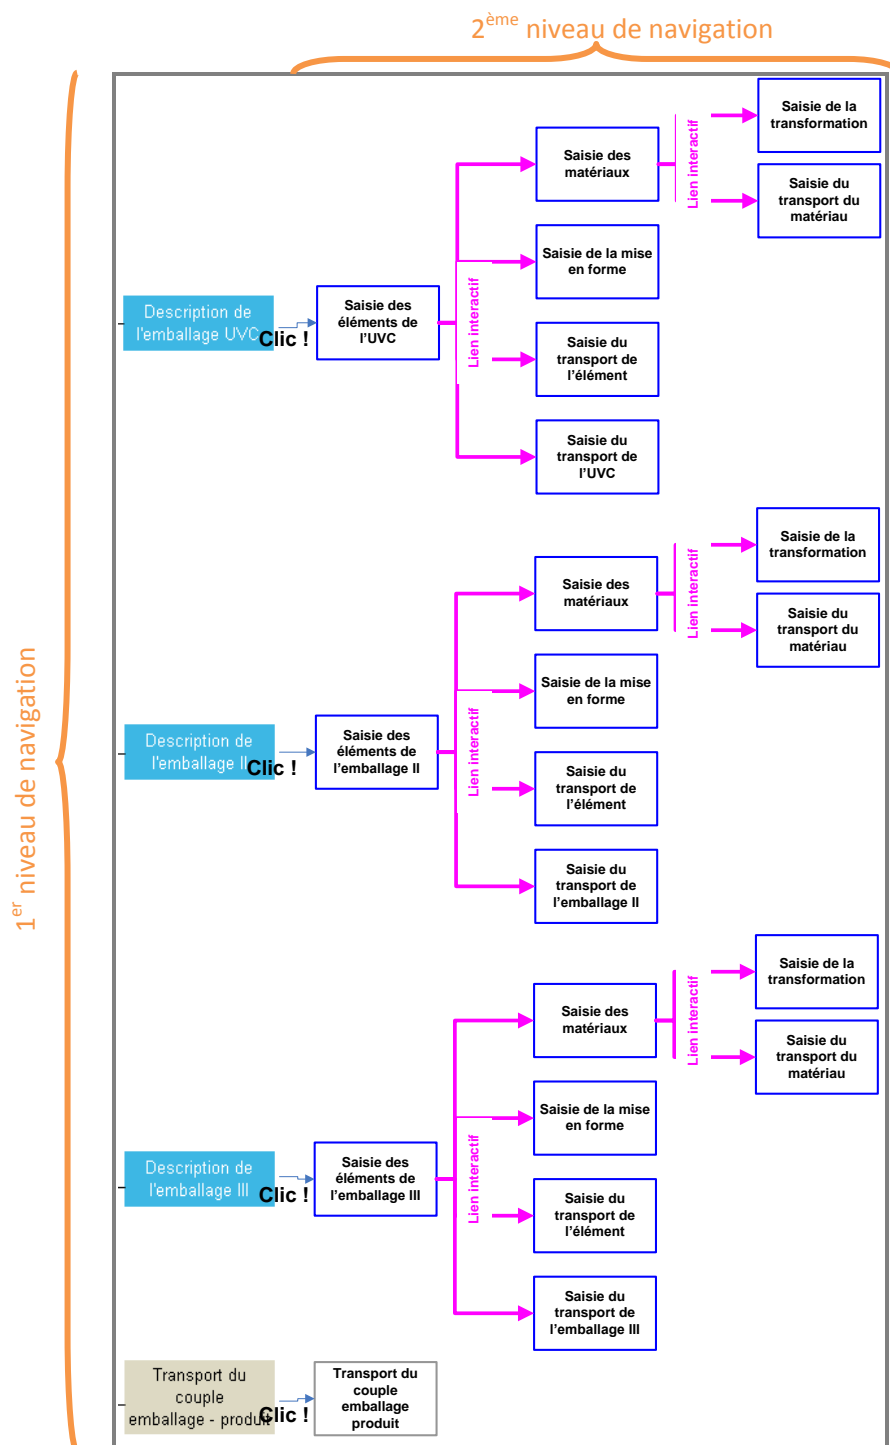 2ème niveau de navigation
1er niveau de navigation
Description de
l'emballage UVC
Clic !
Saisie des
éléments de
l'UVC
Lien interactif
Saisie des
matériaux
Lien interactif
Saisie de la
transformation
Saisie du
transport du
matériau
Saisie de la mise
en forme
Saisie du
transport de
l'élément
Saisie du
transport de
l'UVC
Description de
l'emballage II
Clic !
Saisie des
éléments de
l'emballage II
Lien interactif
Saisie des
matériaux
Lien interactif
Saisie de la
transformation
Saisie du
transport du
matériau
Saisie de la mise
en forme
Saisie du
transport de
l'élément
Saisie du
transport de
l'emballage II
Description de
l'emballage III
Clic !
Saisie des
éléments de
l'emballage III
Lien interactif
Saisie des
matériaux
Lien interactif
Saisie de la
transformation
Saisie du
transport du
matériau
Saisie de la mise
en forme
Saisie du
transport de
l'élément
Saisie du
transport de
l'emballage III
Transport du
couple
emballage - produit
Clic !
Transport du
couple
emballage
produit